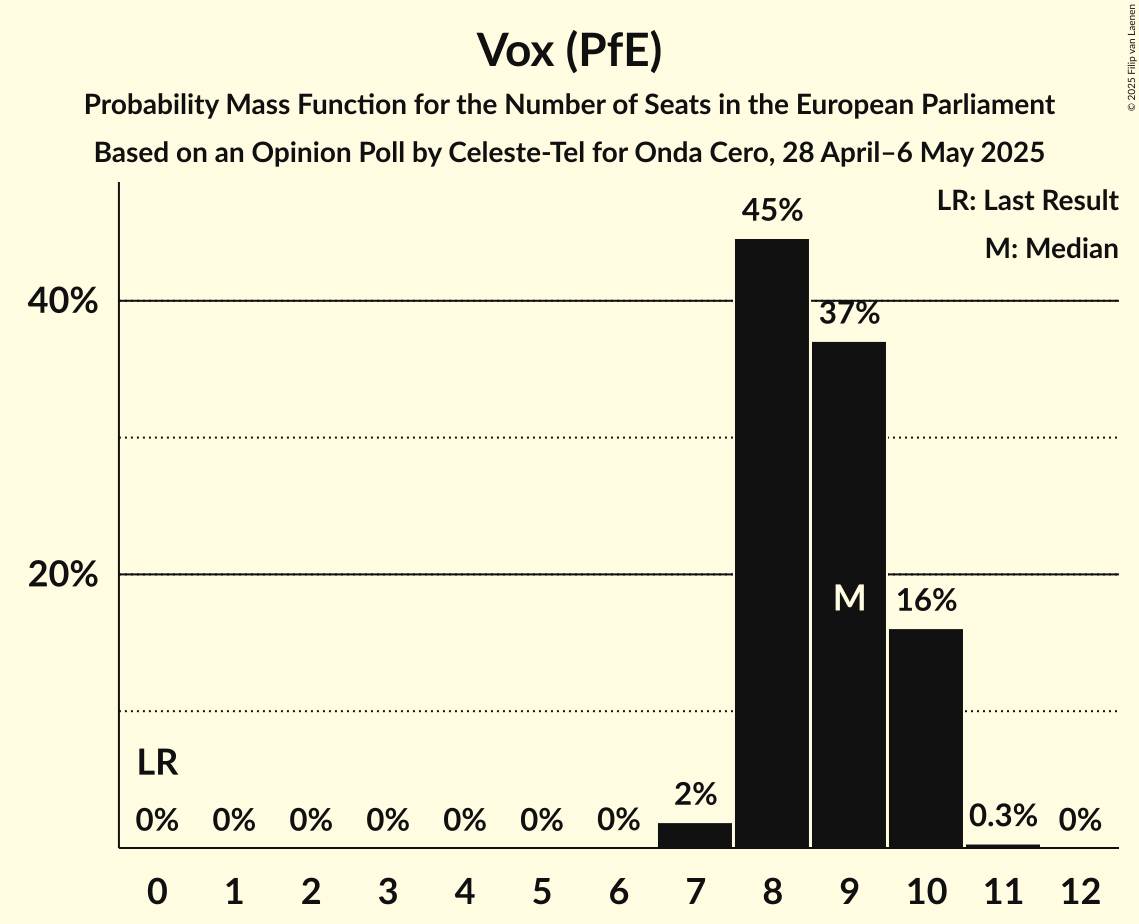 Vox (PfE)
Probability Mass Function for the Number of Seats in the European Parliament
Based on an Opinion Poll by Celeste-Tel for Onda Cero, 28 April–6 May 2025
© 2025 Filip van Laenen
LR: Last Result
M: Median
45%
40%
37%
20%
M
16%
LR
0% 0% 0% 0% 0% 0% 0% 2% 0.3% 0%
0 1 2 3 4 5 6 7 8 9 10 11 12